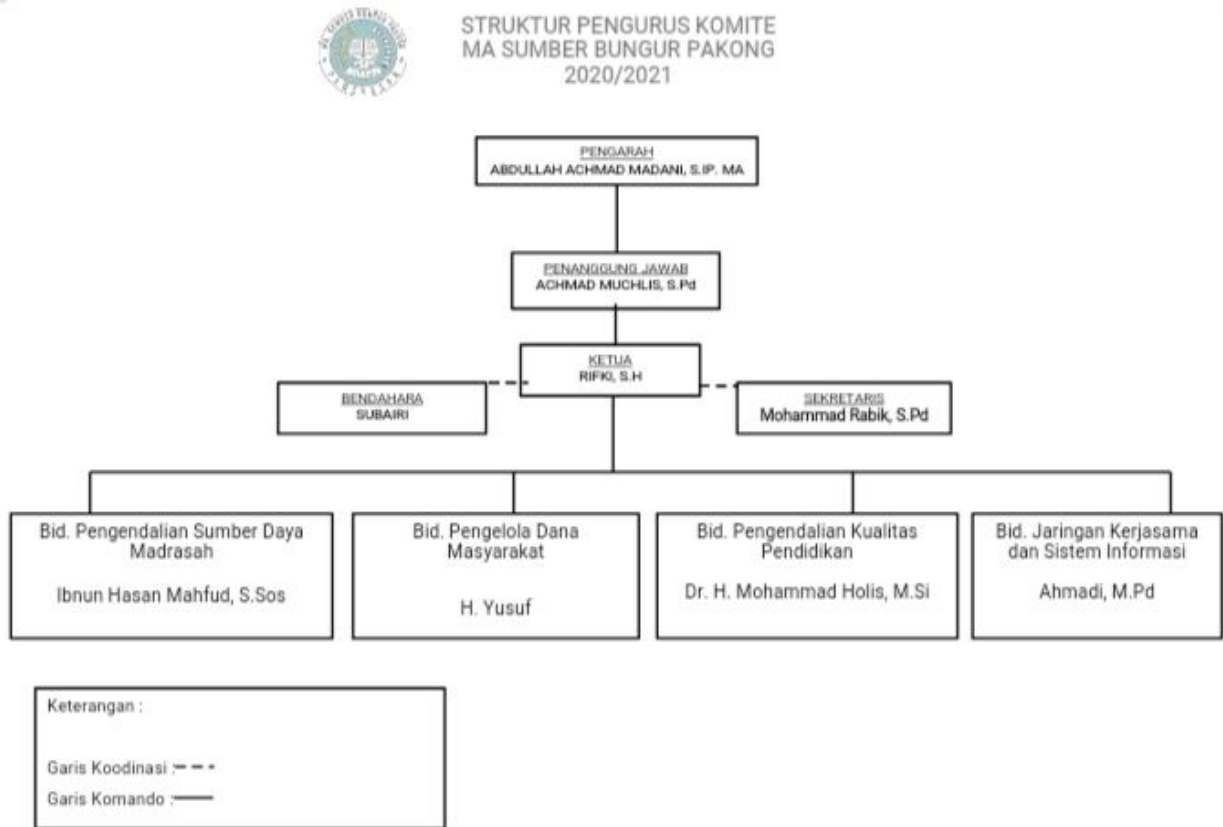 STRUKTUR PENGURUS KOMITE
MA SUMBER BUNGUR PAKONG
2020/2021
PENGARAH
ABDULLAH ACHMAD MADANI, S.IP. MA
PENANGGUNG JAWAB
ACHMAD MUCHLIS, S.Pd
KETUA
RIFKI, S.H
BENDAHARA
SUBAIRI
SEKRETARIS
Mohammad Rabik, S.Pd
Bid. Pengendalian Sumber Daya
Madrasah
Ibnun Hasan Mahfud, S.Sos
Bid. Pengelola Dana
Masyarakat
H. Yusuf
Bid. Pengendalian Kualitas
Pendidikan
Dr. H. Mohammad Holis, M.Si
Bid. Jaringan Kerjasama
dan Sistem Informasi
Ahmadi, M.Pd
Keterangan :
Garis Koodinasi :
Garis Komando :